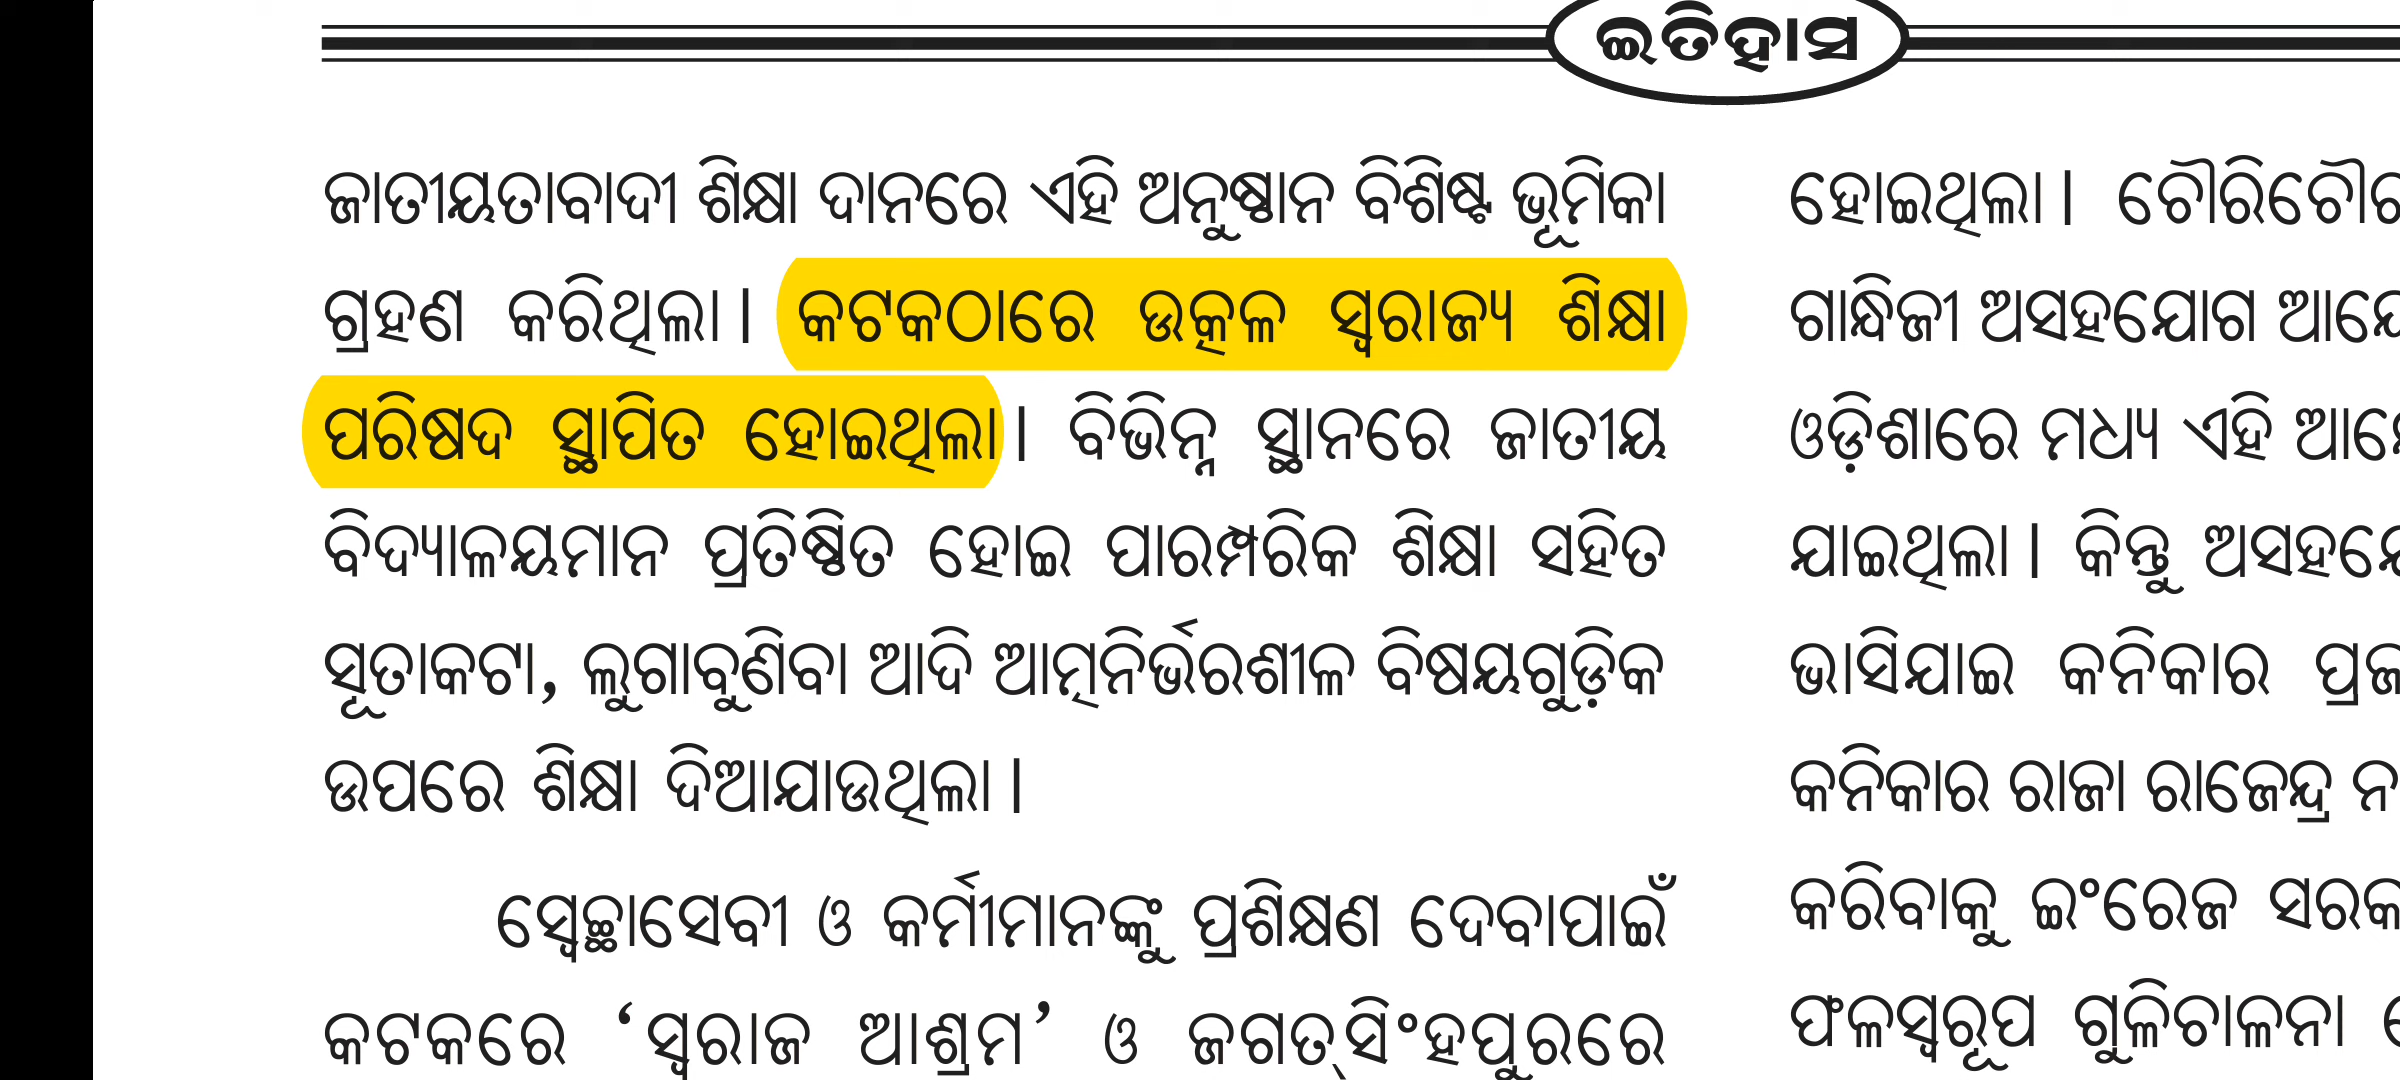 ଇତିହାସ
ଜାତୀୟତାବାଦୀ ଶିକ୍ଷା ଦାନରେ ଏହି ଅନୁଷ୍ଠାନ ବିଶିଷ୍ଟ ଭୂମିକା
ଗ୍ରହଣ କରିଥିଲା। କଟକଠାରେ ଉତ୍କଳ ସ୍ୱରାଜ୍ୟ ଶିକ୍ଷା
ପରିଷଦ ସ୍ଥାପିତ ହୋଇଥିଲା। ବିଭିନ୍ନ ସ୍ଥାନରେ ଜାତୀୟ
ବିଦ୍ୟାଳୟମାନ ପ୍ରତିଷ୍ଠିତ ହୋଇ ପାରମ୍ପରିକ ଶିକ୍ଷା ସହିତ
ସୂତାକଟା, ଲୁଗାବୁଣିବା ଆଦି ଆତ୍ମନିର୍ଭରଶୀଳ ବିଷୟଗୁଡ଼ିକ
ଉପରେ ଶିକ୍ଷା ଦିଆଯାଉଥିଲା।
ସ୍ୱେଚ୍ଛାସେବୀ ଓ କର୍ମୀମାନଙ୍କୁ ପ୍ରଶିକ୍ଷଣ ଦେବାପାଇଁ
କଟକରେ ‘ସ୍ୱରାଜ ଆଶ୍ରମ’ ଓ ଜଗତ୍‌ସିଂହପୁରରେ
ହୋଇଥିଲା।
ଗାନ୍ଧିଜୀ ଅସହଯୋଗ
ଓଡ଼ିଶାରେ ମଧ୍ୟ ଏହି
ଯାଇଥିଲା। କିନ୍ତୁ
ଭାସିଯାଇ କନିକାର
କନିକାର ରାଜା ରାଜେନ୍ଦ୍ର
କରିବାକୁ ଇଂରେଜ
ଫଳସ୍ୱରୂପ ଗୁଳିଚାଳନା